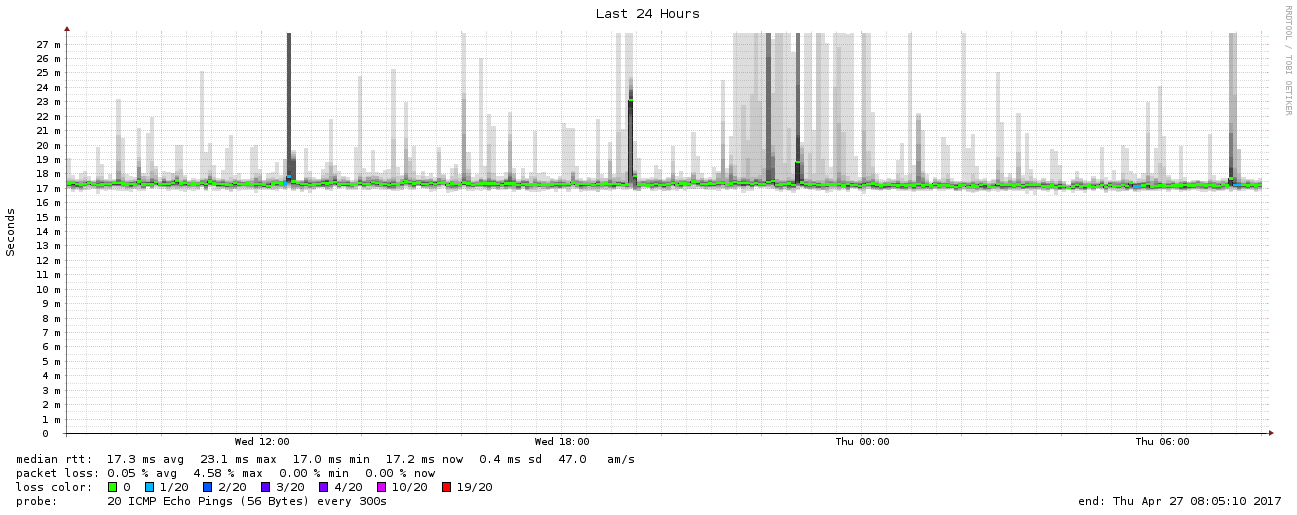 Last 24 Hours
RRDTOOL / TOBI OETIKER
Seconds
27 m
26 m
25 m
24 m
23 m
22 m
21 m
20 m
19 m
18 m
17 m
16 m
15 m
14 m
13 m
12 m
11 m
10 m
9 m
8 m
7 m
6 m
5 m
4 m
3 m
2 m
1 m
0
Wed 12:00 Wed 18:00 Thu 00:00 Thu 06:00
median rtt: 17.3 ms avg 23.1 ms max 17.0 ms min 17.2 ms now 0.4 ms sd 47.0 am/s
packet loss: 0.05 % avg 4.58 % max 0.00 % min 0.00 % now
loss color: 0 1/20 2/20 3/20 4/20 10/20 19/20
probe: 20 ICMP Echo Pings (56 Bytes) every 300s end: Thu Apr 27 08:05:10 2017